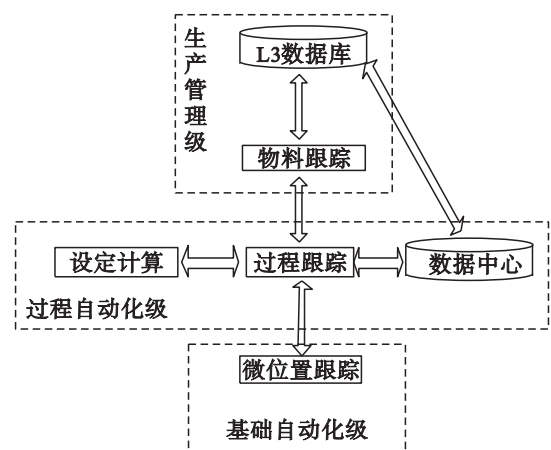 生产管理级
L3数据库
物料跟踪
设定计算
过程跟踪
数据中心
过程自动化级
微位置跟踪
基础自动化级